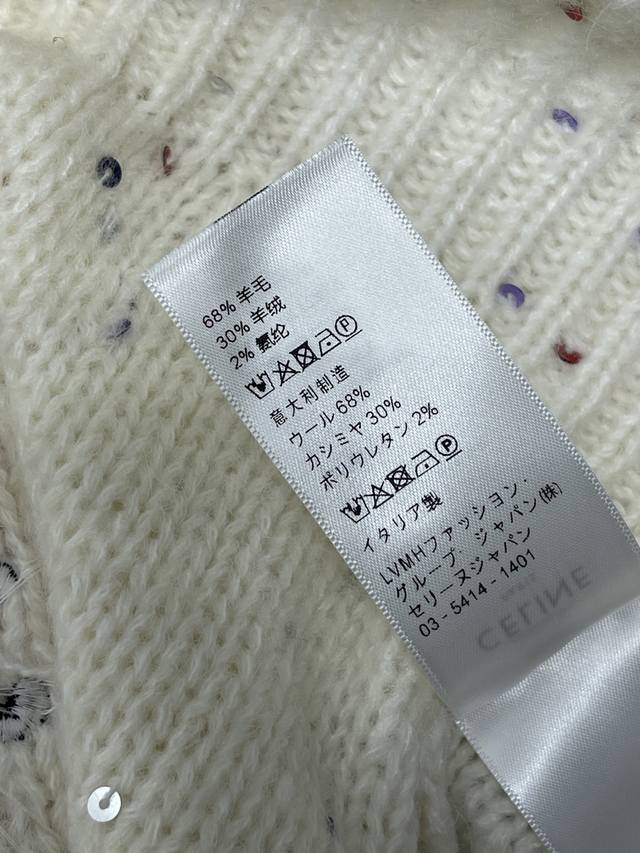 68% 羊毛
30% 羊绒
2% 氨纶
意大利制造
ウール 68%
カシミヤ 30%
ポリウレタン 2%
イタリア製
LVMHファッション.
グループ. ジャパン(株)
セリーヌジャパン
03-5414-1401
CELINE